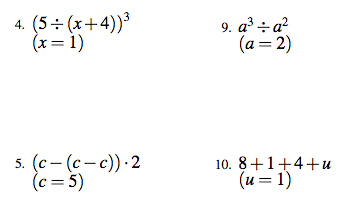 4. (5÷(x+4))³
(x=1)
5. (c−(c−c))·2
(c=5)
9. a³÷a²
(a=2)
10. 8+1+4+u
(u=1)